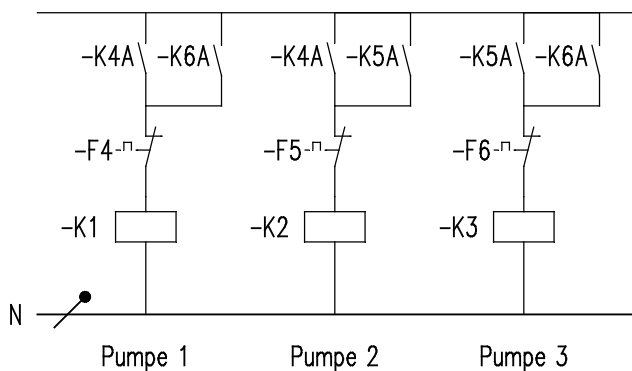 -K4A -K6A -K4A -K5A -K5A -K6A
-F4 -F5 -F6
-K1 -K2 -K3
N
Pumpe 1 Pumpe 2 Pumpe 3